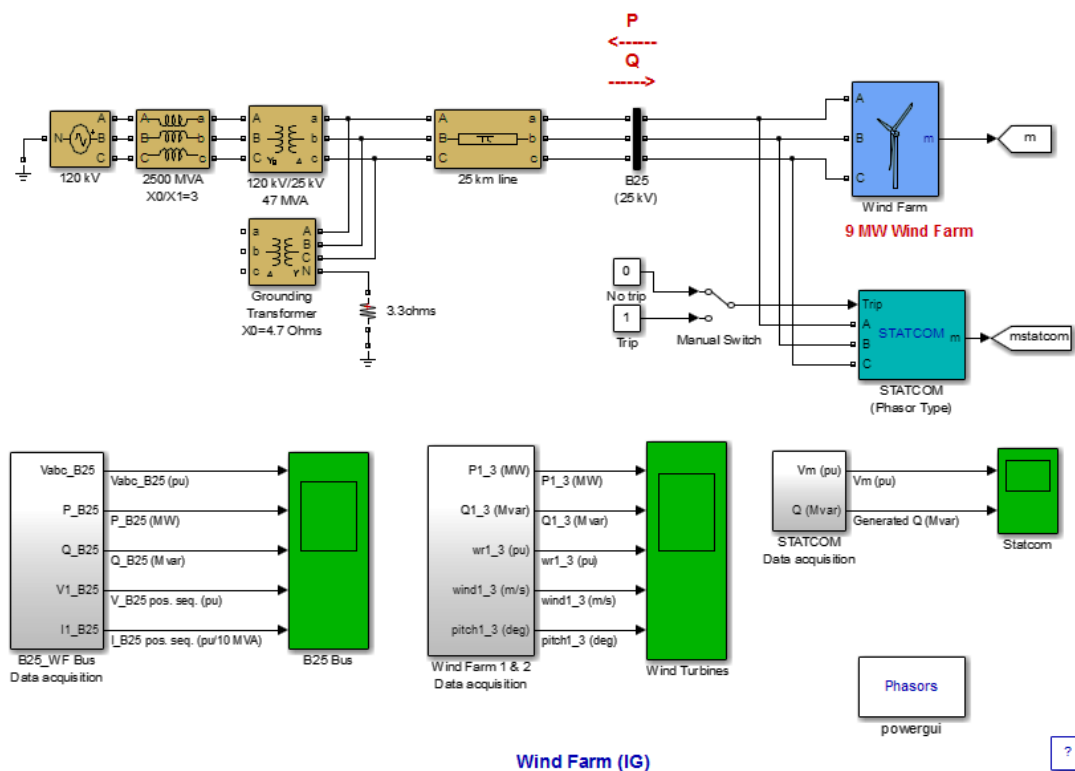 P
<------
Q
------>
N
A
B
C
120 kV
A
B
C
a
b
c
2500 MVA
X0/X1=3
A
B
C
a
b
c
Yg
Δ
120 kV/25 kV
47 MVA
A
B
C
a
b
c
25 km line
B25
(25 kV)
A
B
C
m
Wind Farm
9 MW Wind Farm
m
a
b
c
A
B
C
N
Δ
Y
Grounding
Transformer
X0=4.7 Ohms
3.3ohms
0
No trip
1
Trip
Manual Switch
Trip
A
B
C
STATCOM
m
STATCOM
(Phasor Type)
mstatcom
Vabc_B25
P_B25
Q_B25
V1_B25
I1_B25
Vabc_B25 (pu)
P_B25 (MW)
Q_B25 (Mvar)
V_B25 pos. seq. (pu)
I_B25 pos. seq. (pu/10 MVA)
B25_WF Bus
Data acquisition
B25 Bus
P1_3 (MW)
Q1_3 (Mvar)
wr1_3 (pu)
wind1_3 (m/s)
pitch1_3 (deg)
P1_3 (MW)
Q1_3 (Mvar)
wr1_3 (pu)
wind1_3 (m/s)
pitch1_3 (deg)
Wind Farm 1 & 2
Data acquisition
Wind Turbines
Vm (pu)
Q (Mvar)
Vm (pu)
Generated Q (Mvar)
STATCOM
Data acquisition
Statcom
Phasors
powergui
Wind Farm (IG)
?